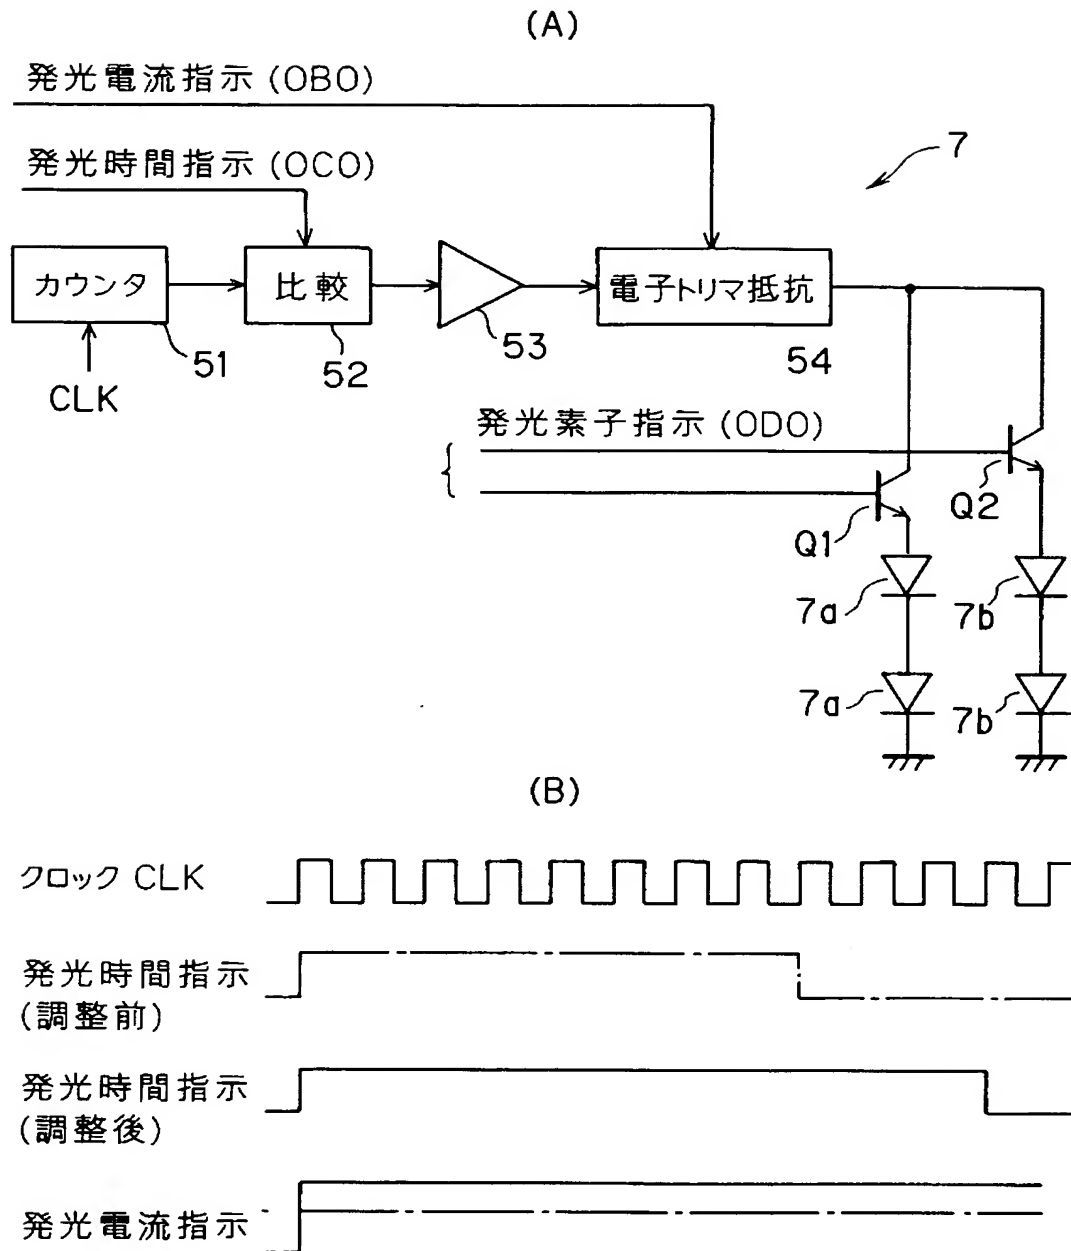 (A)
発光電流指示 (OBO)
発光時間指示 (OCO)
7
カウンタ
比較
電子トリマ抵抗
51
52
53
54
CLK
発光素子指示 (ODO)
Q1
Q2
7a
7b
7a
7b
(B)
クロック CLK
発光時間指示
(調整前)
発光時間指示
(調整後)
発光電流指示